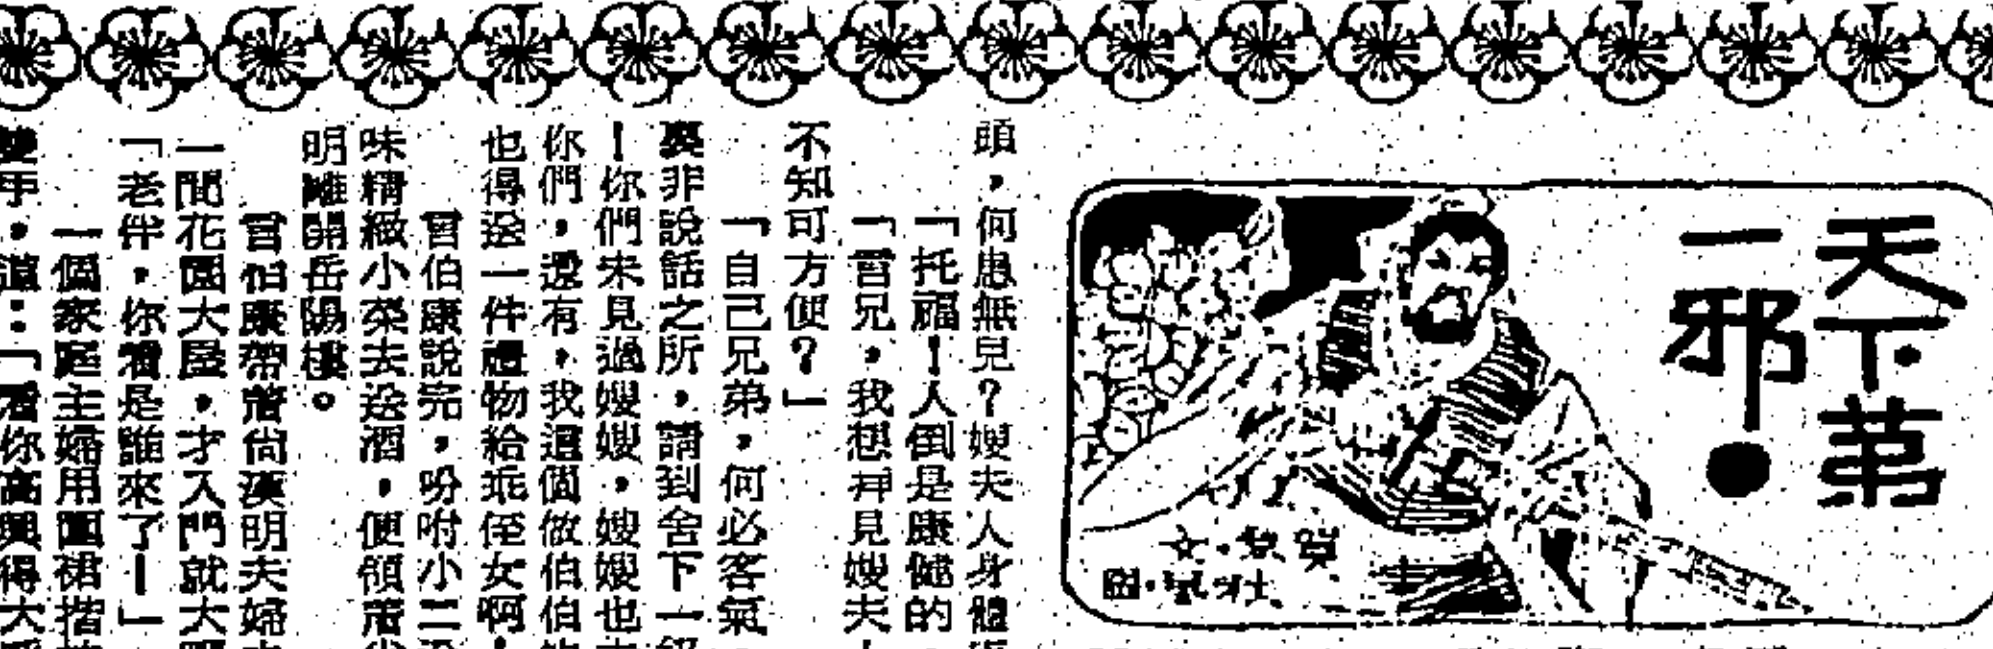 天下第
一邪
頭，何患無兒？嫂夫人身體
「托福！人倒是康健的
「曾兄，我想拜見嫂夫人
不知可方便？」
「自己兄弟，何必客氣
裏非說話之所，請到舍下一
！你們未見過嫂嫂，嫂嫂也
你們，還有，我這個做伯伯
也得送一件禮物給乖侄女啊！
曾伯康說完，吩咐小二
味精緻小菜去送酒，便領蕭
明離開岳陽樓。
曾伯康帶蕭尚漢明夫婦
一間花園大屋，才入門就大
「老伴，你看是誰來了！」
一個家庭主婦用圍裙揩
雙手，道：「看你高興得大